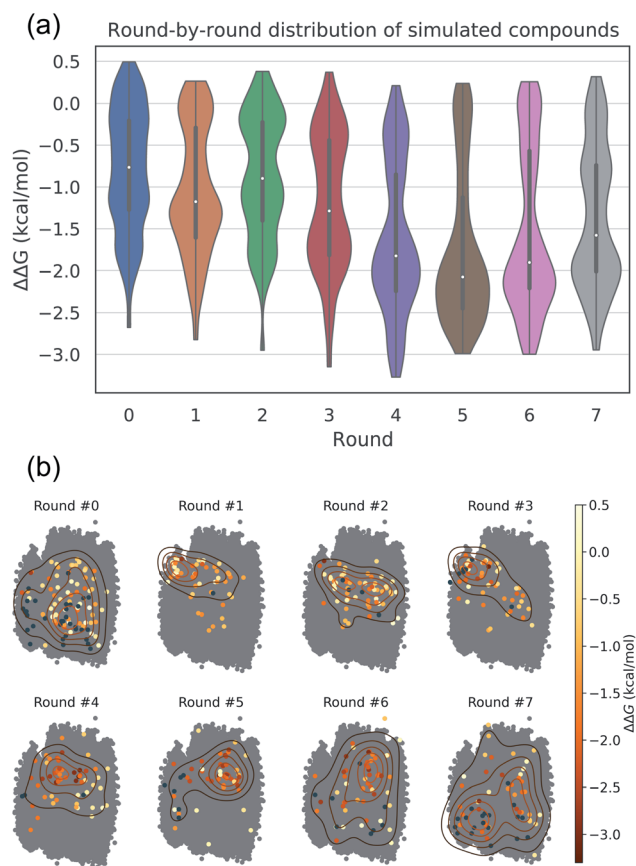 (a)
Round-by-round distribution of simulated compounds
0.5
0.0
−0.5
−1.0
−1.5
−2.0
−2.5
−3.0
ΔΔG (kcal/mol)
0 1 2 3 4 5 6 7
Round
(b)
Round #0 Round #1 Round #2 Round #3
Round #4 Round #5 Round #6 Round #7
0.5
0.0
−0.5
−1.0
−1.5
−2.0
−2.5
−3.0
ΔΔG (kcal/mol)